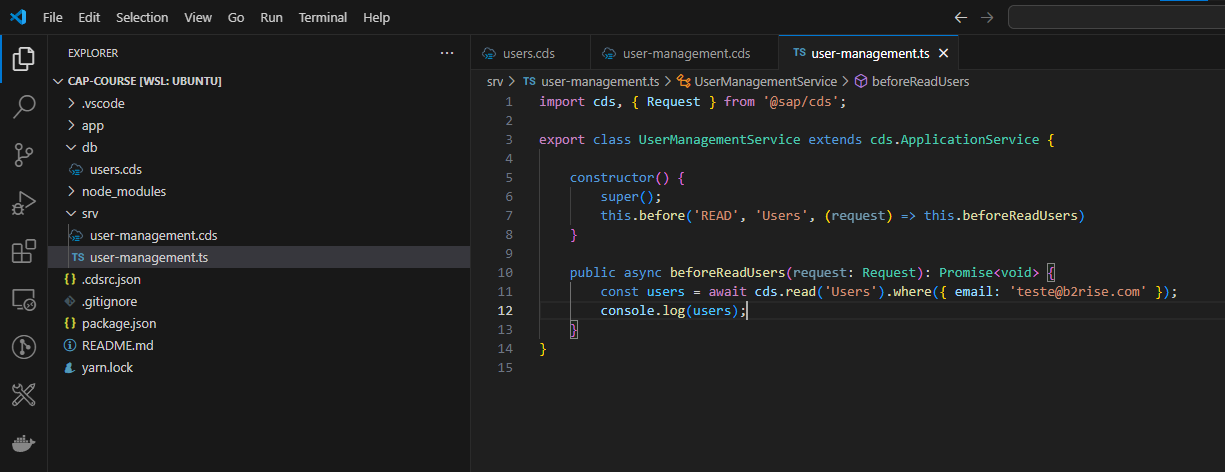 File Edit Selection View Go Run Terminal Help
EXPLORER
CAP-COURSE [WSL: UBUNTU]
.vscode
app
db
users.cds
node_modules
srv
user-management.cds
TS user-management.ts
{} .cdsrc.json
.gitignore
{} package.json
README.md
yarn.lock
users.cds user-management.cds TS user-management.ts
srv > TS user-management.ts > UserManagementService > beforeReadUsers
1 import cds, { Request } from '@sap/cds';
2
3 export class UserManagementService extends cds.ApplicationService {
4
5 constructor() {
6 super();
7 this.before('READ', 'Users', (request) => this.beforeReadUsers)
8 }
9
10 public async beforeReadUsers(request: Request): Promise<void> {
11 const users = await cds.read('Users').where({ email: 'teste@b2rise.com' });
12 console.log(users);
13 }
14 }
15